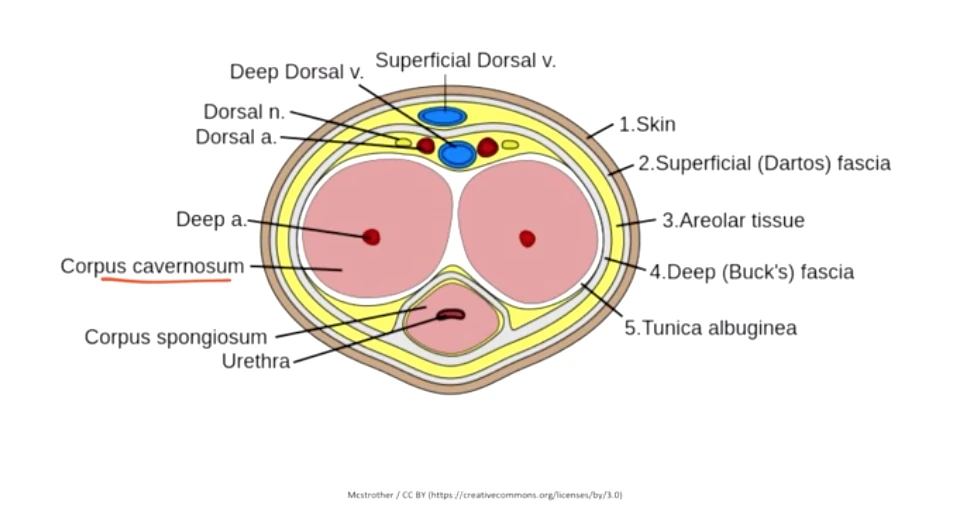 Superficial Dorsal v.
Deep Dorsal v.
Dorsal n.
Dorsal a.
Deep a.
Corpus cavernosum
Corpus spongiosum
Urethra
1.Skin
2.Superficial (Dartos) fascia
3.Areolar tissue
4.Deep (Buck's) fascia
5.Tunica albuginea
Mcstrother / CC BY (https://creativecommons.org/licenses/by/3.0)